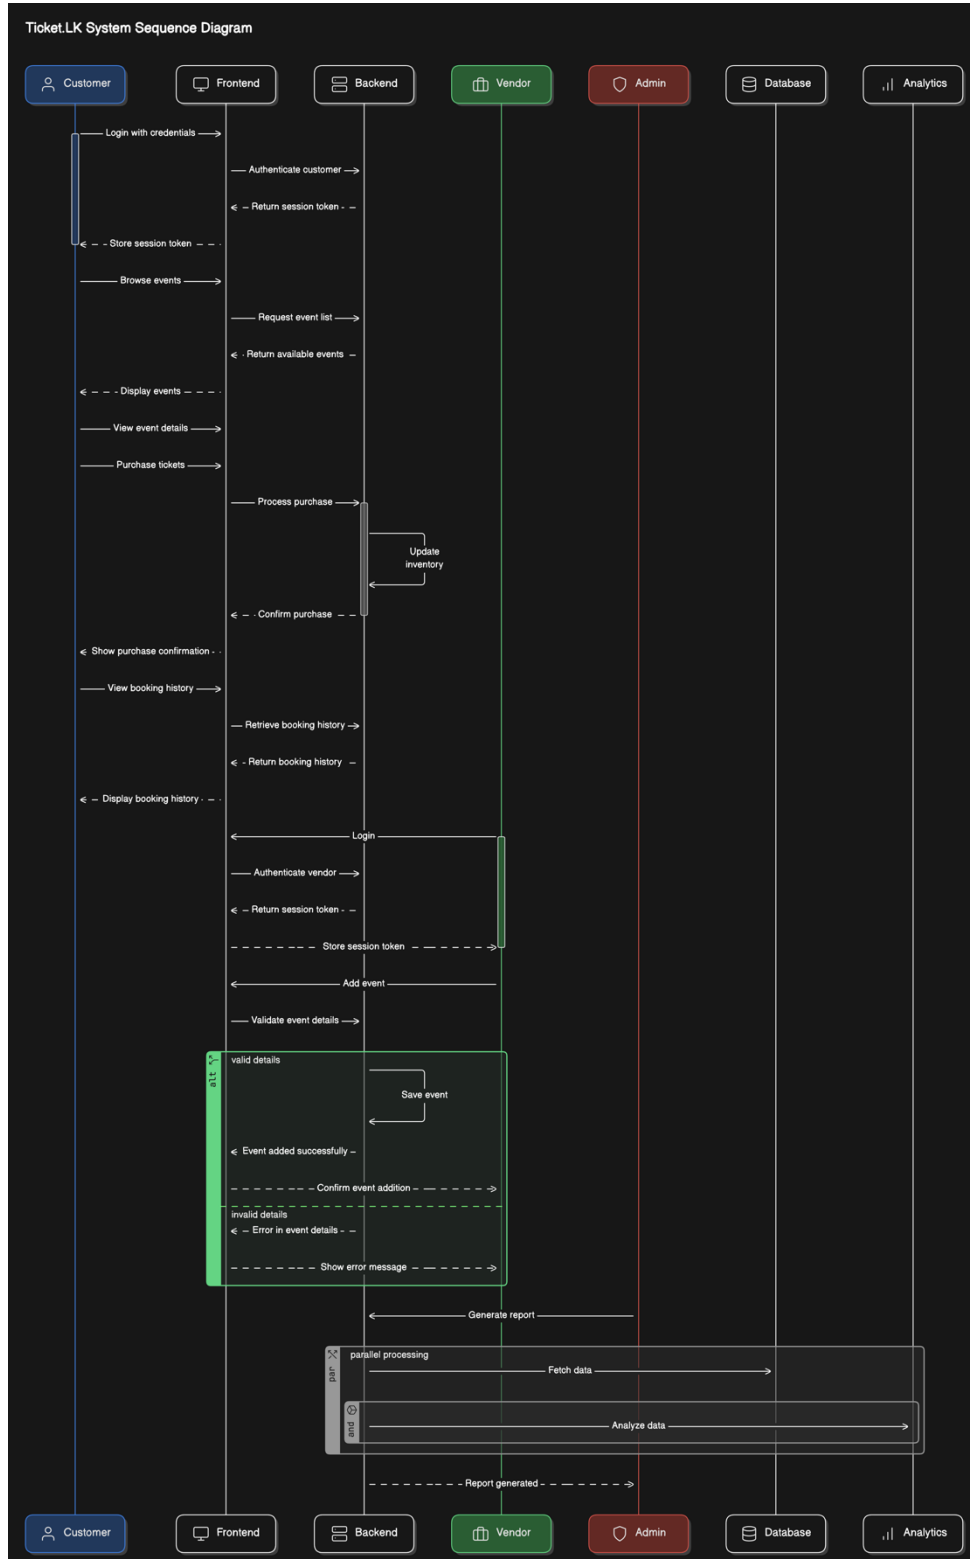 Ticket.LK System Sequence Diagram
Customer
Frontend
Backend
Vendor
Admin
Database
Analytics
Login with credentials
Authenticate customer
Return session token
Store session token
Browse events
Request event list
Return available events
Display events
View event details
Purchase tickets
Process purchase
Update
inventory
Confirm purchase
Show purchase confirmation
View booking history
Retrieve booking history
Return booking history
Display booking history
Login
Authenticate vendor
Return session token
Store session token
Add event
Validate event details
alt
valid details
Save event
Event added successfully
Confirm event addition
invalid details
Error in event details
Show error message
Generate report
par
parallel processing
Fetch data
and
Analyze data
Report generated
Customer
Frontend
Backend
Vendor
Admin
Database
Analytics